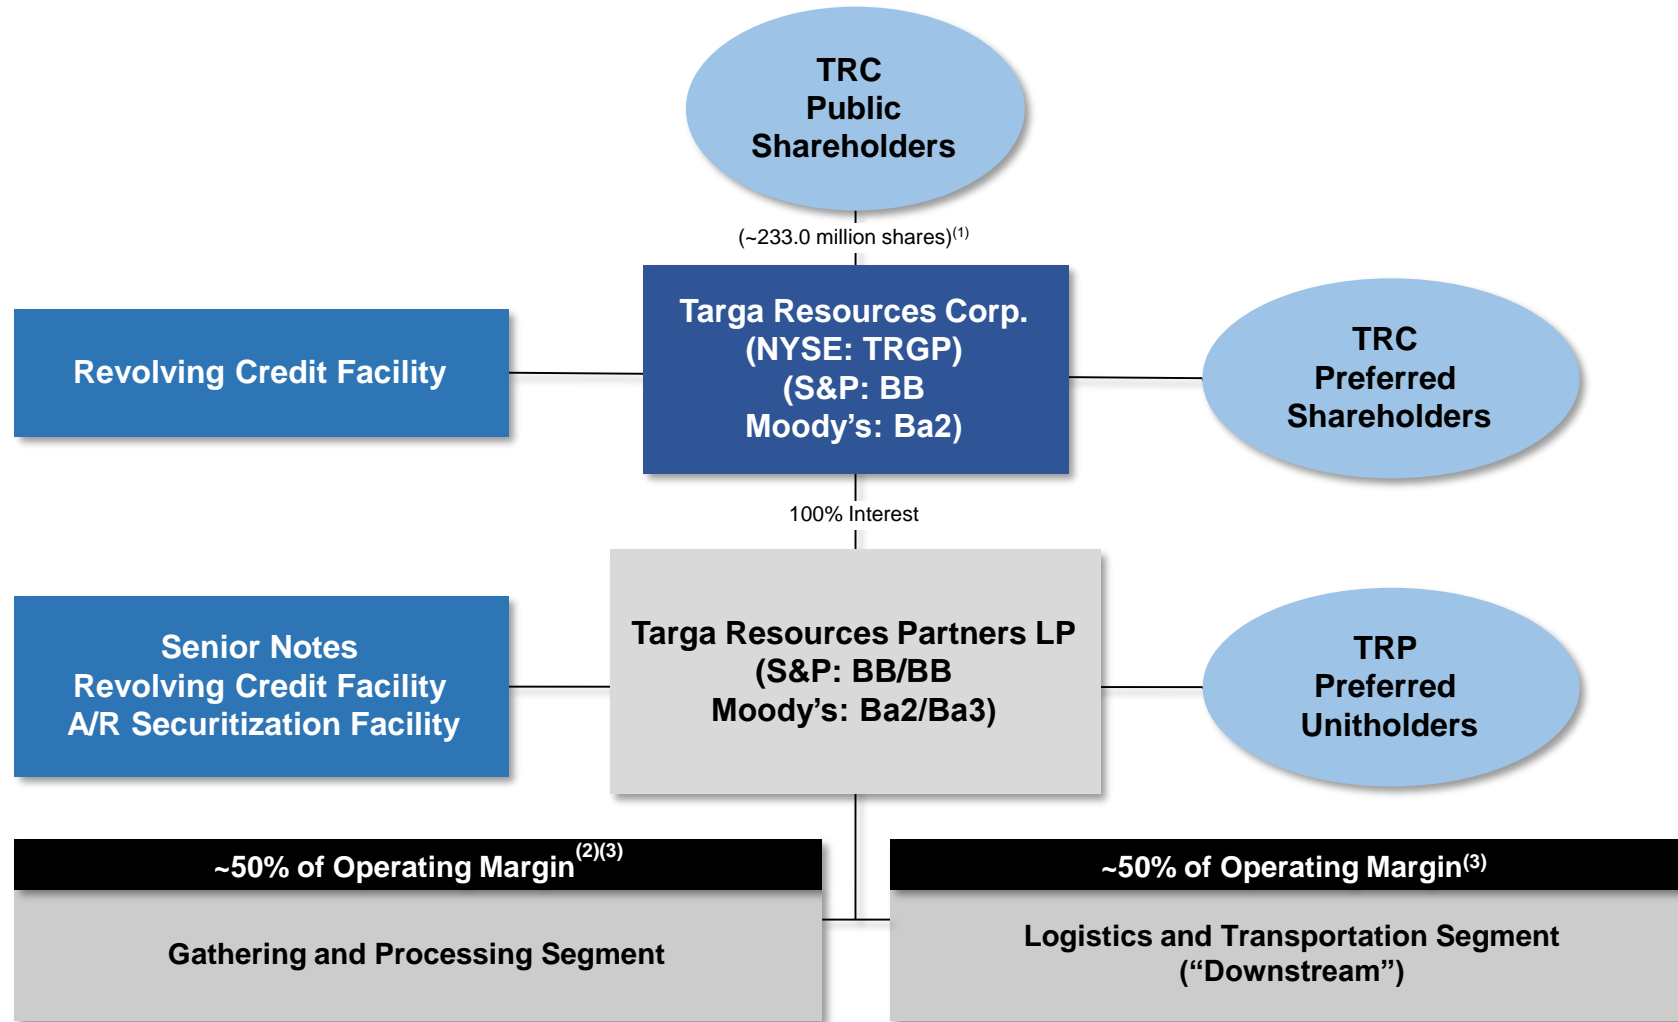 TRC
Public
Shareholders
(~233.0 million shares)(1)
Targa Resources Corp.
(NYSE: TRGP)
(S&P: BB
Moody’s: Ba2)
Revolving Credit Facility
TRC
Preferred
Shareholders
100% Interest
Senior Notes
Revolving Credit Facility
A/R Securitization Facility
Targa Resources Partners LP
(S&P: BB/BB
Moody’s: Ba2/Ba3)
TRP
Preferred
Unitholders
~50% of Operating Margin(2)(3)
Gathering and Processing Segment
~50% of Operating Margin(3)
Logistics and Transportation Segment
(“Downstream”)